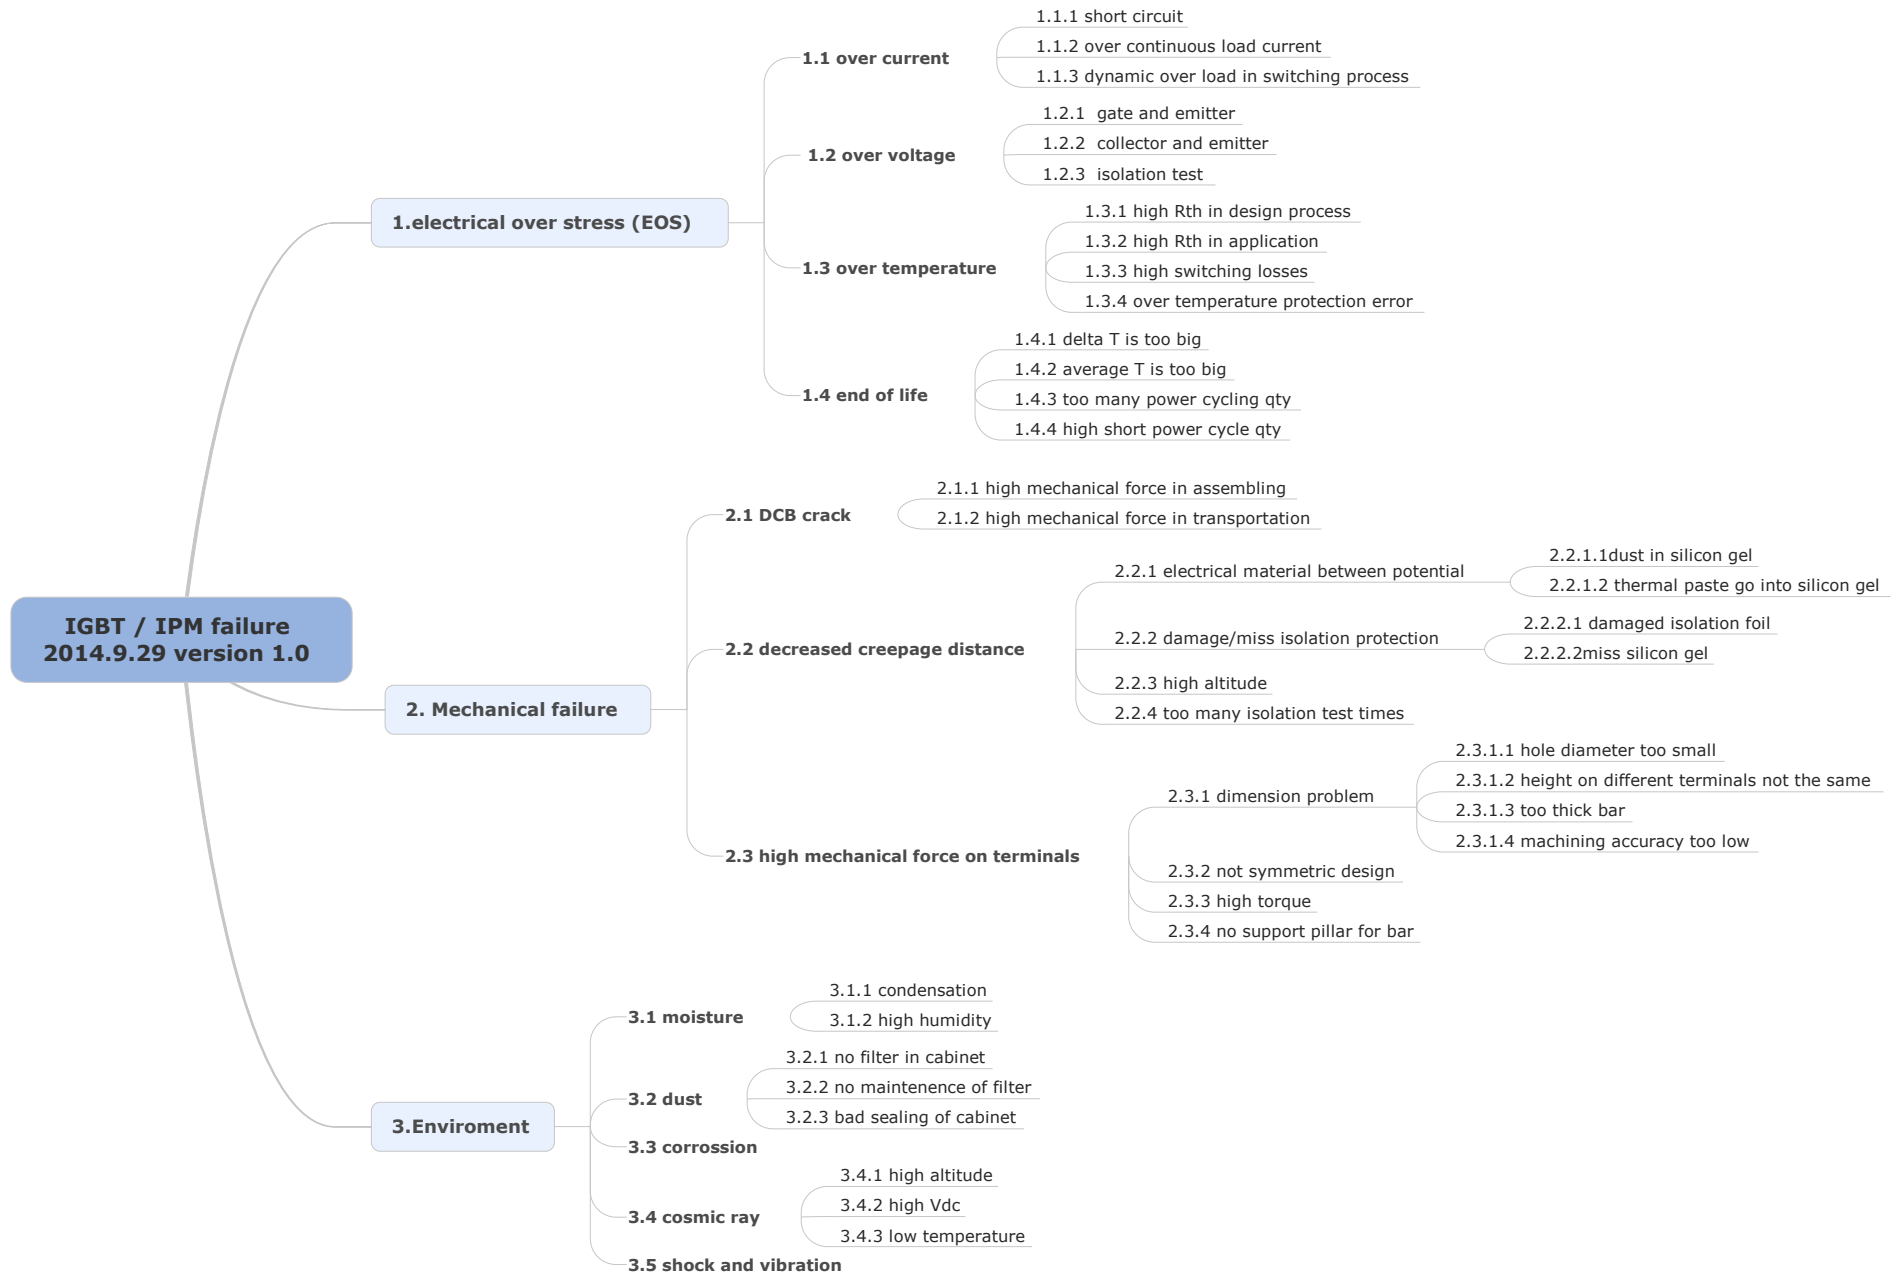 IGBT / IPM failure
2014.9.29 version 1.0
1.electrical over stress (EOS)
1.1 over current
1.1.1 short circuit
1.1.2 over continuous load current
1.1.3 dynamic over load in switching process
1.2 over voltage
1.2.1  gate and emitter
1.2.2  collector and emitter
1.2.3  isolation test
1.3 over temperature
1.3.1 high Rth in design process
1.3.2 high Rth in application
1.3.3 high switching losses
1.3.4 over temperature protection error
1.4 end of life
1.4.1 delta T is too big
1.4.2 average T is too big
1.4.3 too many power cycling qty
1.4.4 high short power cycle qty
2. Mechanical failure
2.1 DCB crack
2.1.1 high mechanical force in assembling
2.1.2 high mechanical force in transportation
2.2 decreased creepage distance
2.2.1 electrical material between potential
2.2.1.1dust in silicon gel
2.2.1.2 thermal paste go into silicon gel
2.2.2 damage/miss isolation protection
2.2.2.1 damaged isolation foil
2.2.2.2miss silicon gel
2.2.3 high altitude
2.2.4 too many isolation test times
2.3 high mechanical force on terminals
2.3.1 dimension problem
2.3.1.1 hole diameter too small
2.3.1.2 height on different terminals not the same
2.3.1.3 too thick bar
2.3.1.4 machining accuracy too low
2.3.2 not symmetric design
2.3.3 high torque
2.3.4 no support pillar for bar
3.Enviroment
3.1 moisture
3.1.1 condensation
3.1.2 high humidity
3.2 dust
3.2.1 no filter in cabinet
3.2.2 no maintenence of filter
3.2.3 bad sealing of cabinet
3.3 corrossion
3.4 cosmic ray
3.4.1 high altitude
3.4.2 high Vdc
3.4.3 low temperature
3.5 shock and vibration